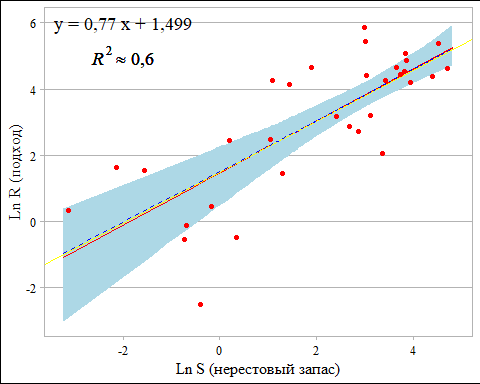 y = 0,77 x + 1,499
R² ≈ 0,6
Ln R (подход)
6
4
2
0
-2
-2
0
2
4
Ln S (нерестовый запас)